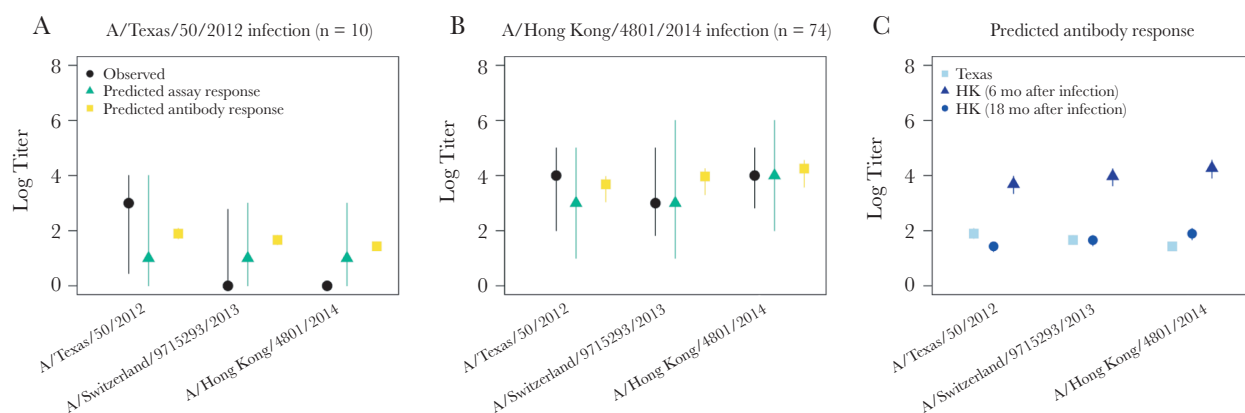 A
A/Texas/50/2012 infection (n = 10)
8
6
4
2
0
Log Titer
Observed
Predicted assay response
Predicted antibody response
A/Texas/50/2012
A/Switzerland/9715293/2013
A/Hong Kong/4801/2014
B
A/Hong Kong/4801/2014 infection (n = 74)
8
6
4
2
0
Log Titer
A/Texas/50/2012
A/Switzerland/9715293/2013
A/Hong Kong/4801/2014
C
Predicted antibody response
8
6
4
2
0
Log Titer
Texas
HK (6 mo after infection)
HK (18 mo after infection)
A/Texas/50/2012
A/Switzerland/9715293/2013
A/Hong Kong/4801/2014